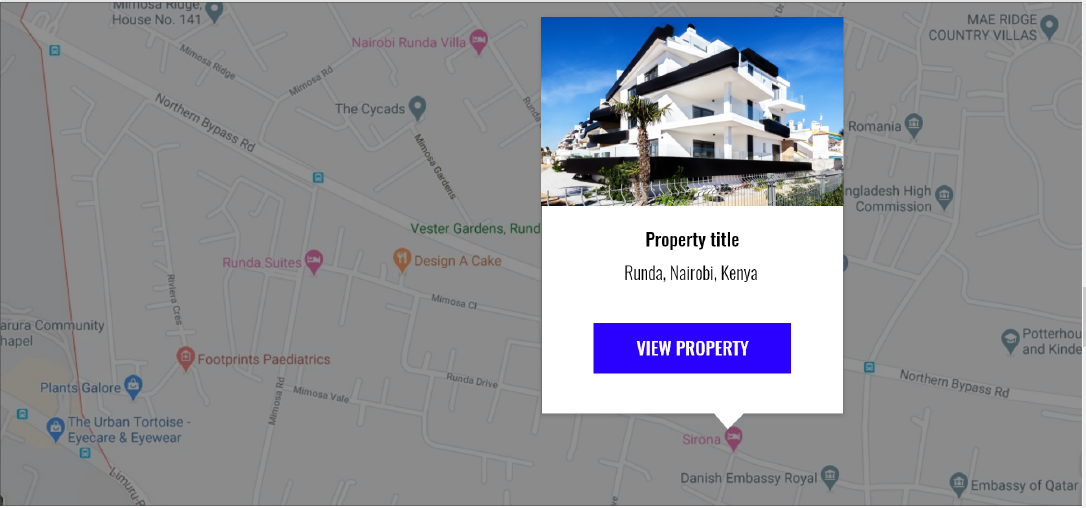 Mimosa Ridge,
House No. 141
Nairobi Runda Villa
MAE RIDGE
COUNTRY VILLAS
Mimosa Ridge
Mimosa Rd
The Cycads
Runda
Northern Bypass Rd
Mimosa Gardens
Romania
ngladesh High
Commission
Vester Gardens, Rund
Property title
Runda Suites
Design A Cake
Runda, Nairobi, Kenya
Riviera Cres
Mimosa Cl
arura Community
hapel
VIEW PROPERTY
Potterhou
and Kinde
Footprints Paediatrics
Plants Galore
Runda Drive
Northern Bypass Rd
Mimosa Rd
Mimosa Vale
The Urban Tortoise -
Eyecare & Eyewear
Sirona
Limuru R
Danish Embassy Royal
Embassy of Qatar